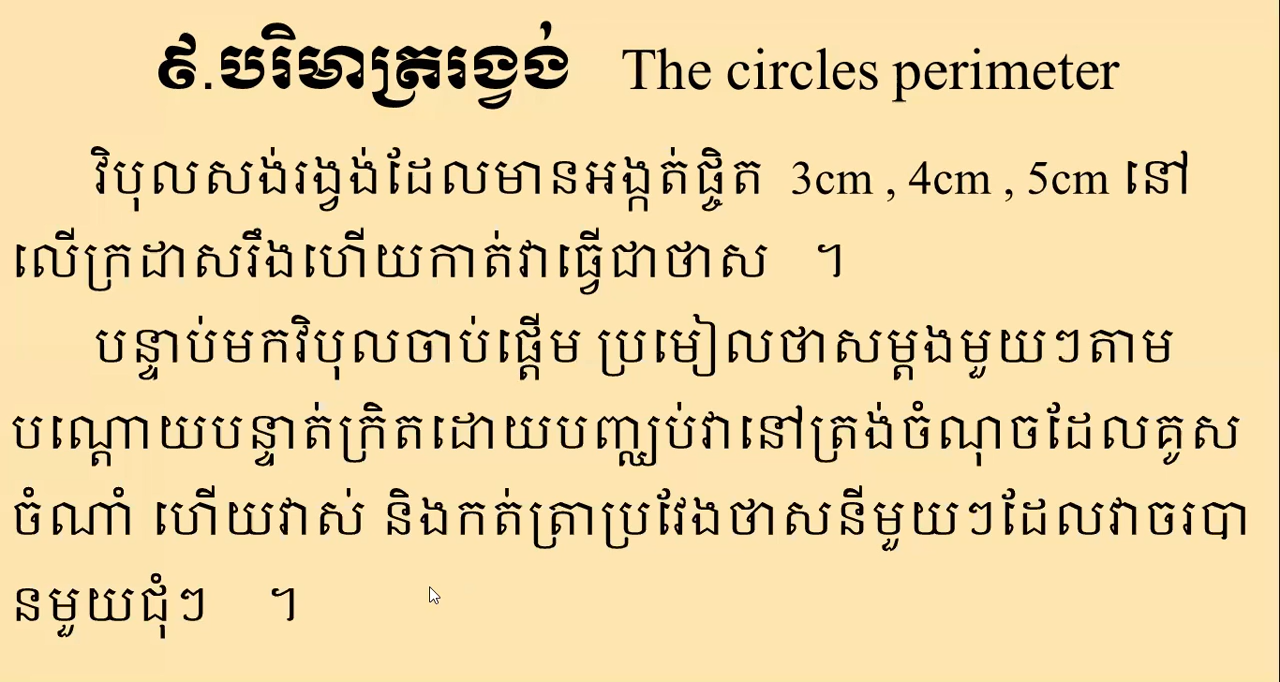 ៩.បរិមាត្ររង្វង់ The circles perimeter
វិបុលសង់រង្វង់ដែលមានអង្កត់ផ្ចិត 3cm , 4cm , 5cm នៅ
លើក្រដាសរឹងហើយកាត់វាធ្វើជាថាស ។
បន្ទាប់មកវិបុលចាប់ផ្តើម ប្រមៀលថាសម្តងមួយៗតាម
បណ្តោយបន្ទាត់ក្រិតដោយបញ្ឈប់វានៅត្រង់ចំណុចដែលគូស
ចំណាំ ហើយវាស់ និងកត់ត្រាប្រវែងថាសនីមួយៗដែលវាចរបា
នមួយជុំៗ ។